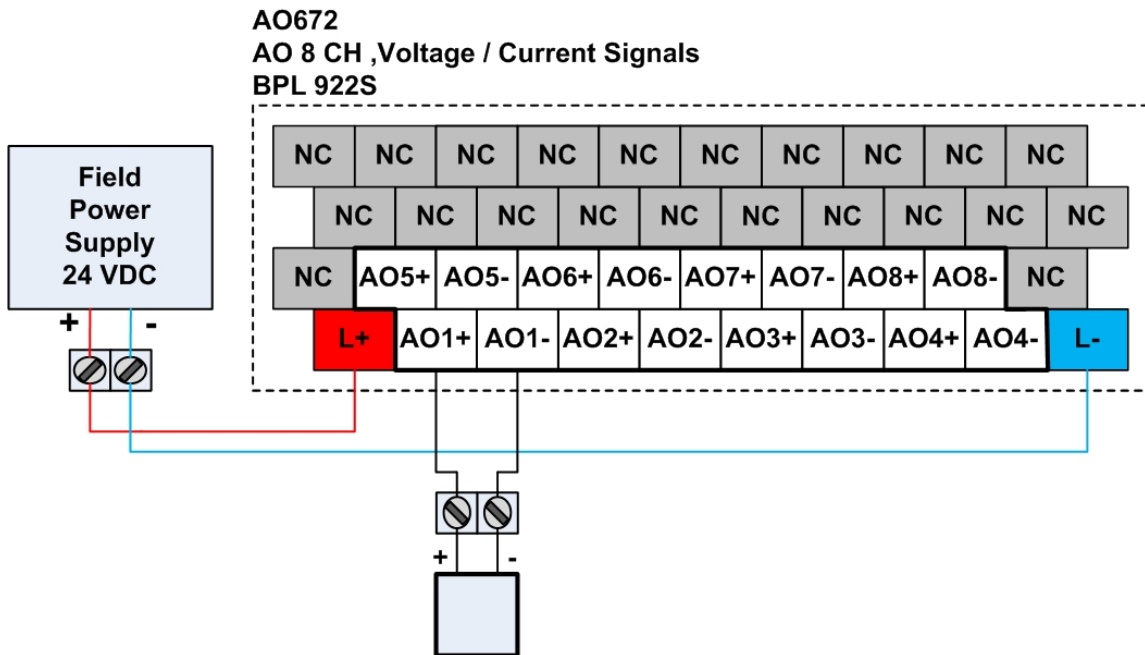 AO672
AO 8 CH ,Voltage / Current Signals
BPL 922S
Field
Power
Supply
24 VDC
+ -
NC NC NC NC NC NC NC NC NC NC
NC NC NC NC NC NC NC NC NC NC
NC AO5+ AO5- AO6+ AO6- AO7+ AO7- AO8+ AO8- NC
L+ AO1+ AO1- AO2+ AO2- AO3+ AO3- AO4+ AO4- L-
+ -